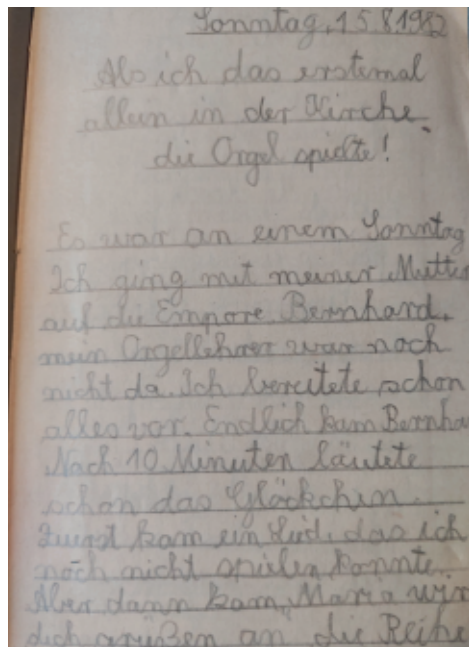 Sonntag, 15.8.1982
Als ich das erstemal
allein in der Kirche
die Orgel spielte!
Es war an einem Sonntag
Ich ging mit meiner Mutter
auf die Empore. Bernhard,
mein Orgellehrer war noch
nicht da. Ich bereitete schon
alles vor. Endlich kam Bernha
Nach 10 Minuten läutete
schon das Glöckchen.
Zuerst kam ein Lied, das ich
noch nicht spielen konnte.
Aber dann kam, Maria wir
dich grüßen an die Reihe